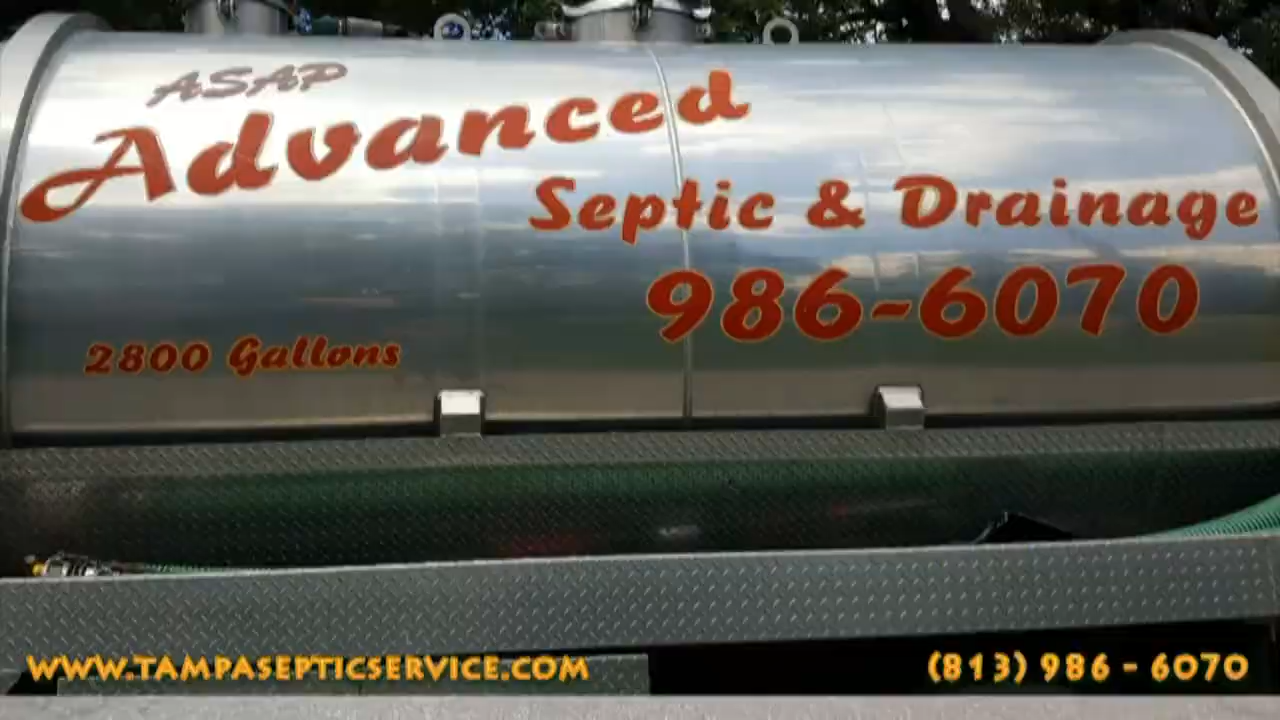 ASAP
Advanced
Septic & Drainage
986-6070
2800 Gallons
WWW.TAMPASEPTICSERVICE.COM
(813) 986 - 6070